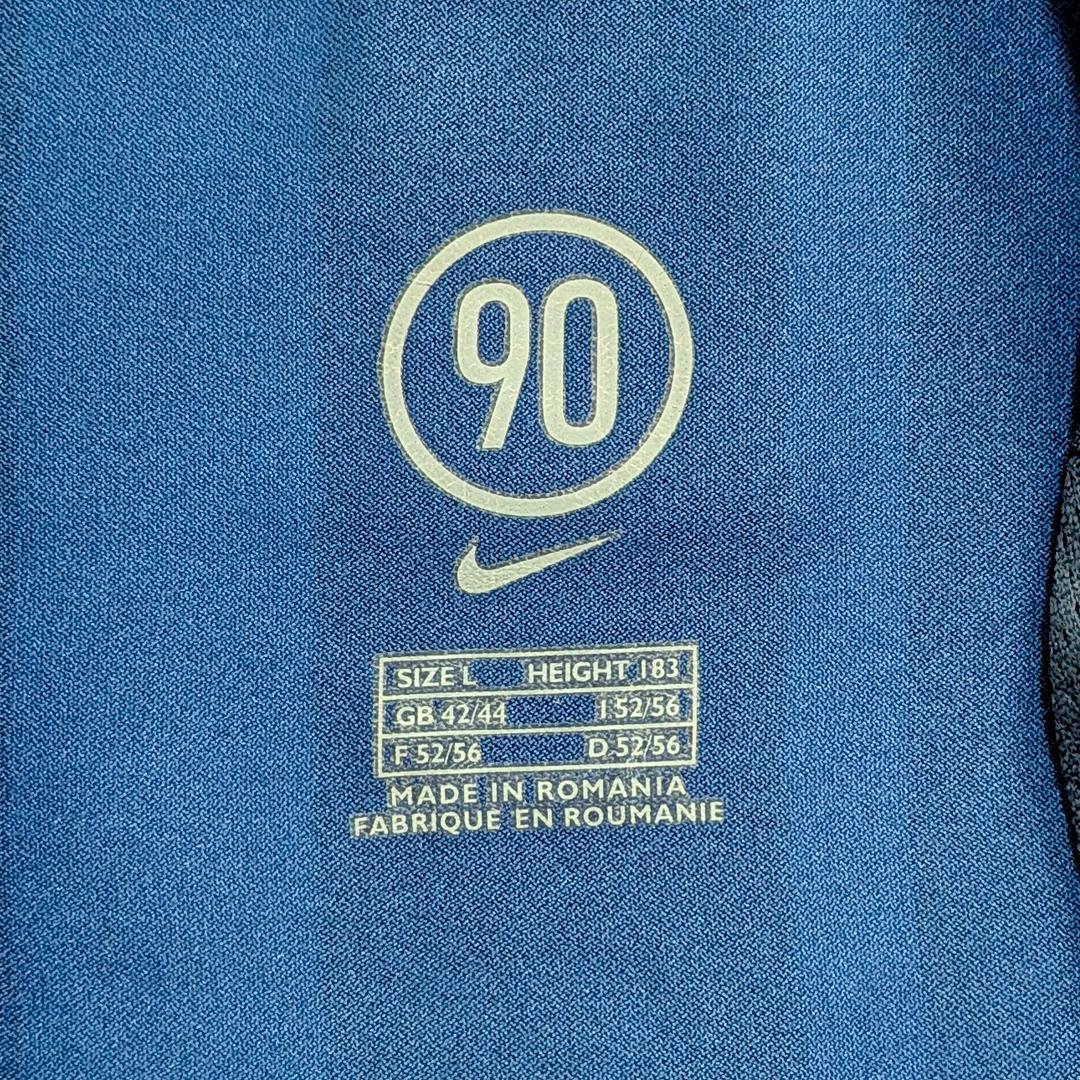 90
SIZE L HEIGHT 183
GB 42/44 I 52/56
F 52/56 D 52/56
MADE IN ROMANIA
FABRIQUE EN ROUMANIE